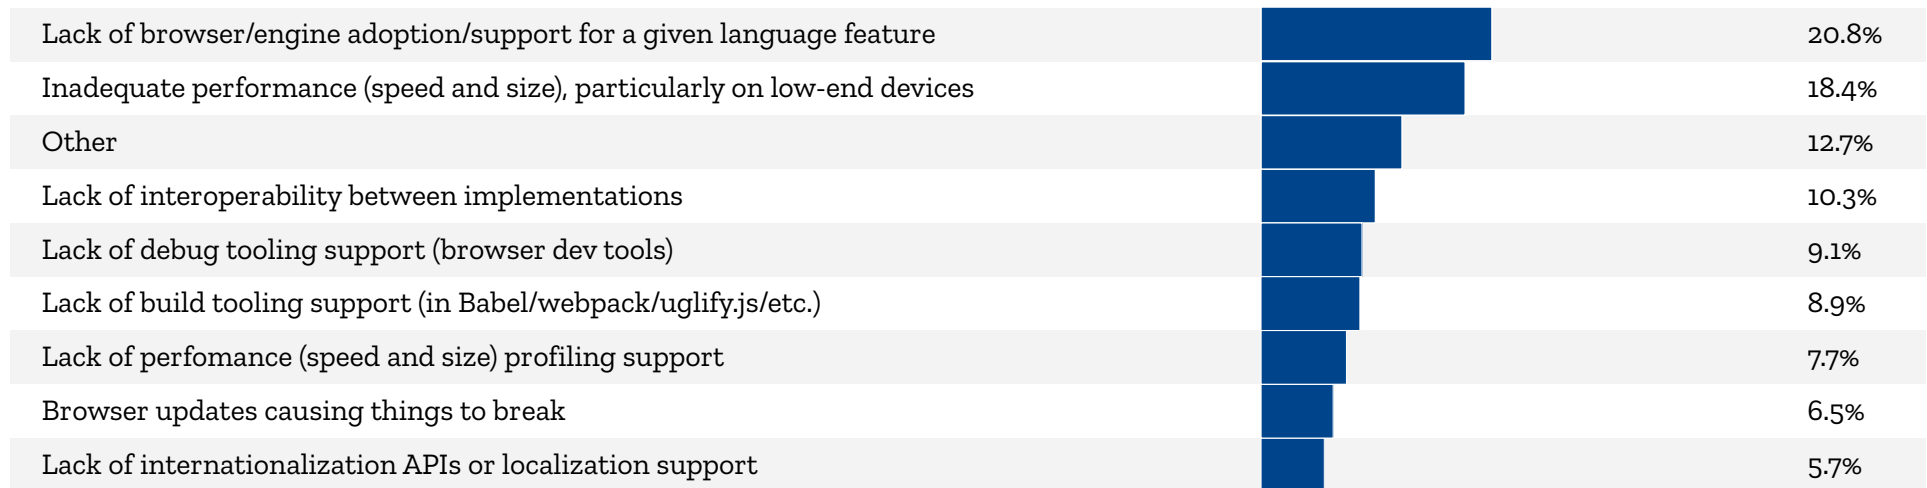 Lack of browser/engine adoption/support for a given language feature 20.8%
Inadequate performance (speed and size), particularly on low-end devices 18.4%
Other 12.7%
Lack of interoperability between implementations 10.3%
Lack of debug tooling support (browser dev tools) 9.1%
Lack of build tooling support (in Babel/webpack/uglify.js/etc.) 8.9%
Lack of perfomance (speed and size) profiling support 7.7%
Browser updates causing things to break 6.5%
Lack of internationalization APIs or localization support 5.7%